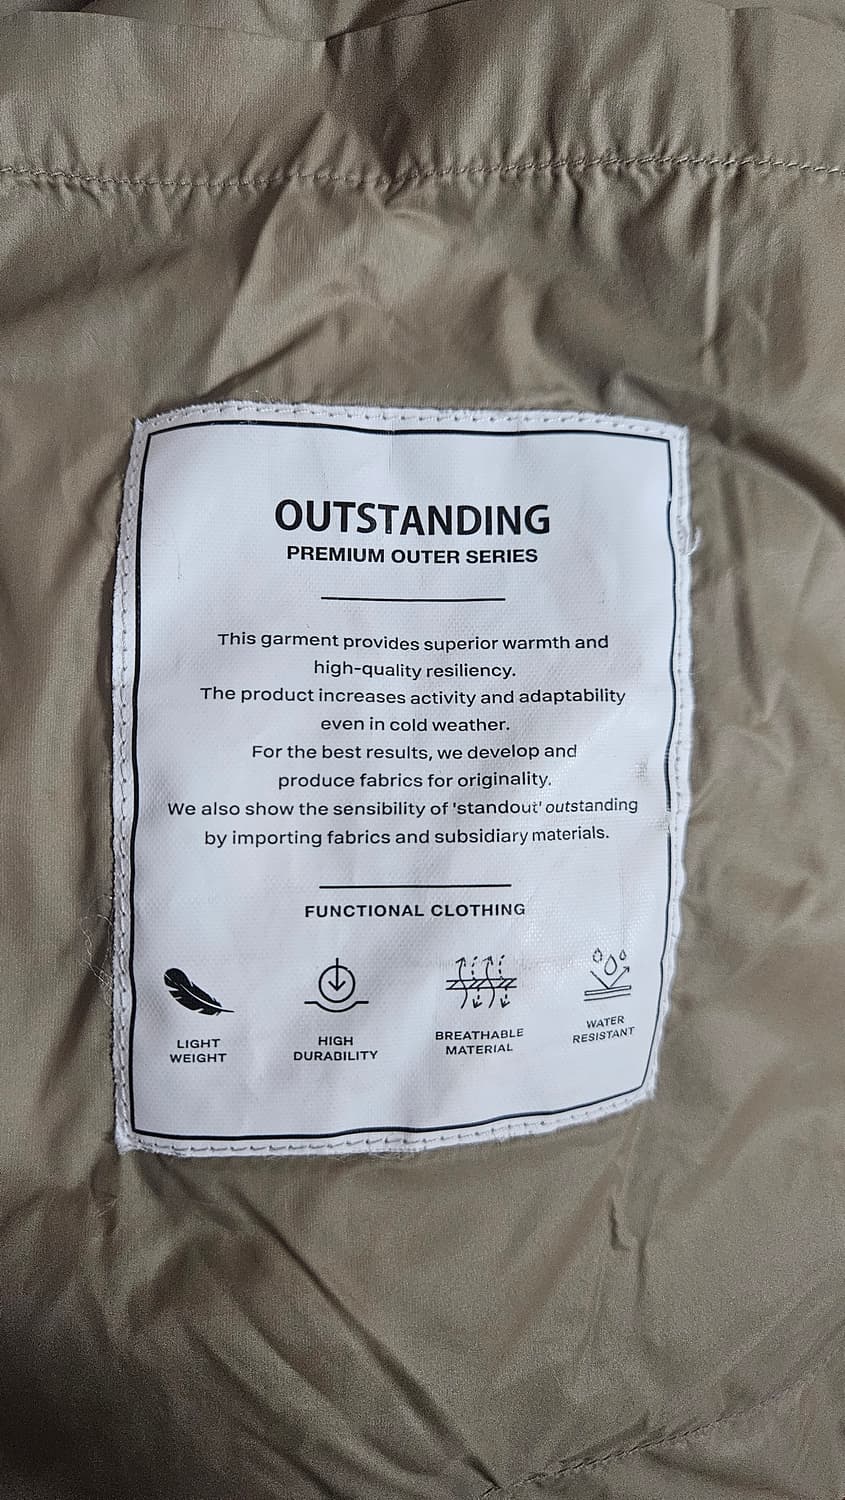 OUTSTANDING
PREMIUM OUTER SERIES
This garment provides superior warmth and
high-quality resiliency.
The product increases activity and adaptability
even in cold weather.
For the best results, we develop and
produce fabrics for originality.
We also show the sensibility of 'standout' outstanding
by importing fabrics and subsidiary materials.
FUNCTIONAL CLOTHING
LIGHT
WEIGHT
HIGH
DURABILITY
BREATHABLE
MATERIAL
WATER
RESISTANT